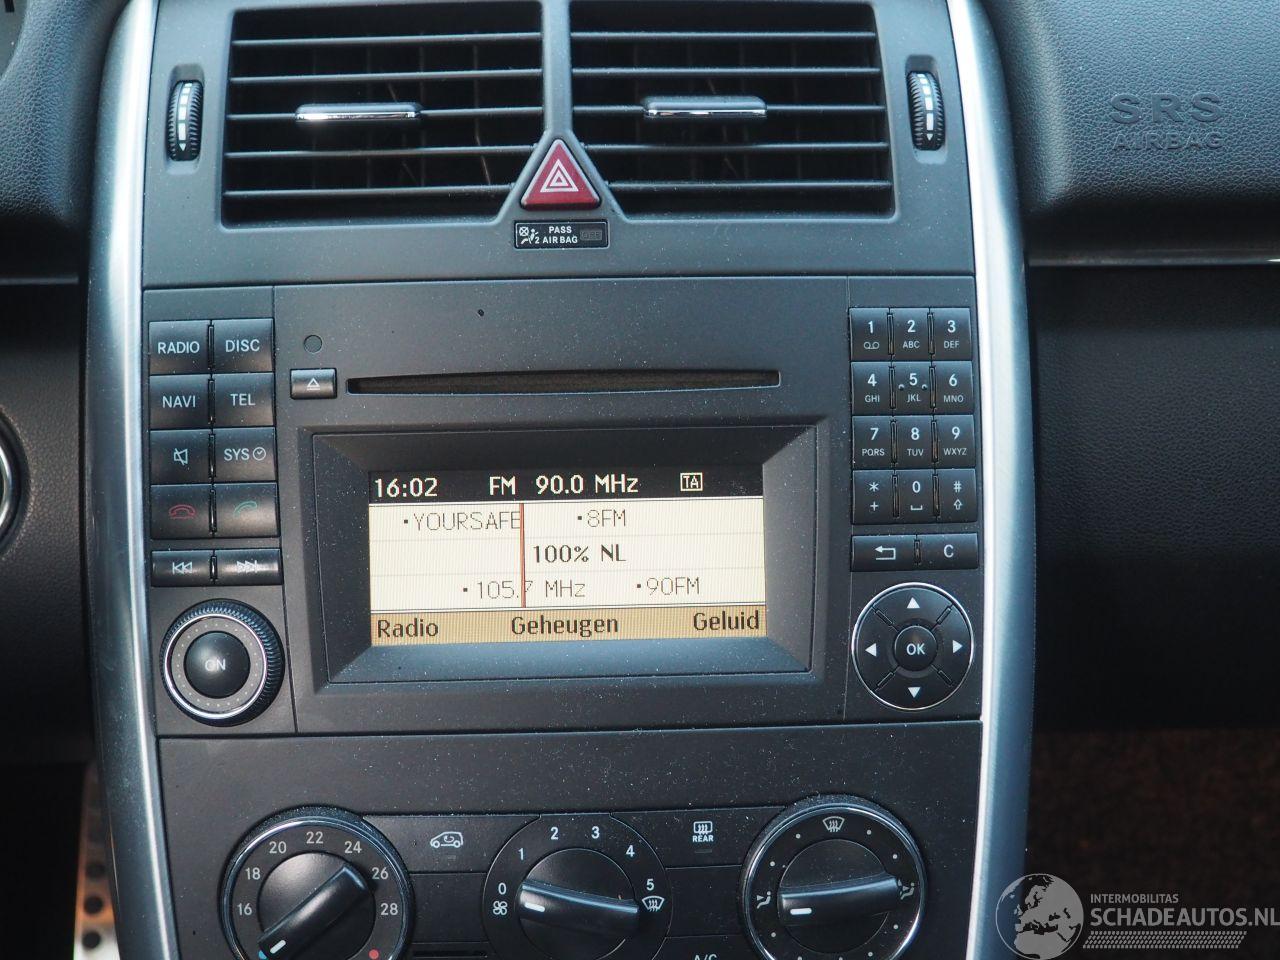 SRS
AIRBAG
PASS
2 AIR BAG OFF
RADIO DISC
NAVI TEL
SYS
ON
1 2 ABC 3 DEF
4 GHI 5 JKL 6 MNO
7 PQRS 8 TUV 9 WXYZ
* + 0 #
C
OK
16:02 FM 90.0 MHz TA
•YOURSAFE •8FM
100% NL
•105.7 MHz •90FM
Radio Geheugen Geluid
16 18 20 22 24 26 28
0 1 2 3 4 5
REAR
A/C
INTERMOBILITAS
SCHADEAUTOS.NL